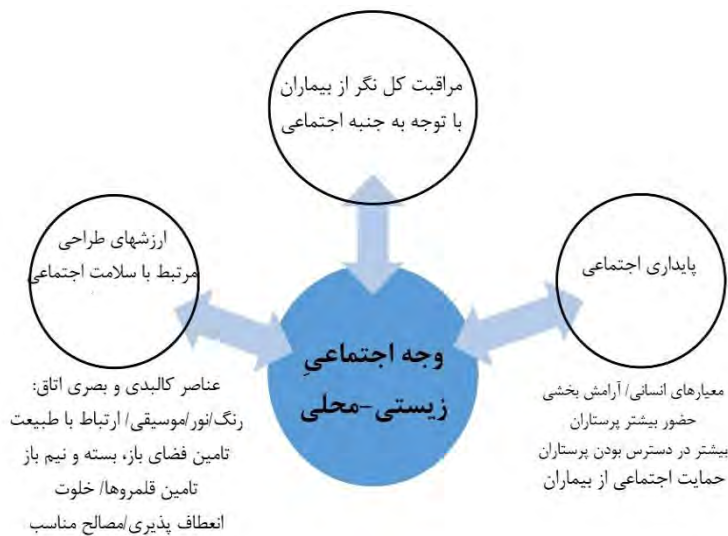 مراقبت کل نگر از بیماران
با توجه به جنبه اجتماعی
پایداری اجتماعی
معیارهای انسانی/ آرامش بخشی
حضور بیشتر پرستاران
بیشتر در دسترس بودن پرستاران
حمایت اجتماعی از بیماران
وجه اجتماعیِ
زیستی-محلی
ارزشهای طراحی
مرتبط با سلامت اجتماعی
عناصر کالبدی و بصری اتاق:
رنگ/نور/موسیقی/ ارتباط با طبیعت
تامین فضای باز، بسته و نیم باز
تامین قلمروها/ خلوت
انعطاف پذیری/مصالح مناسب